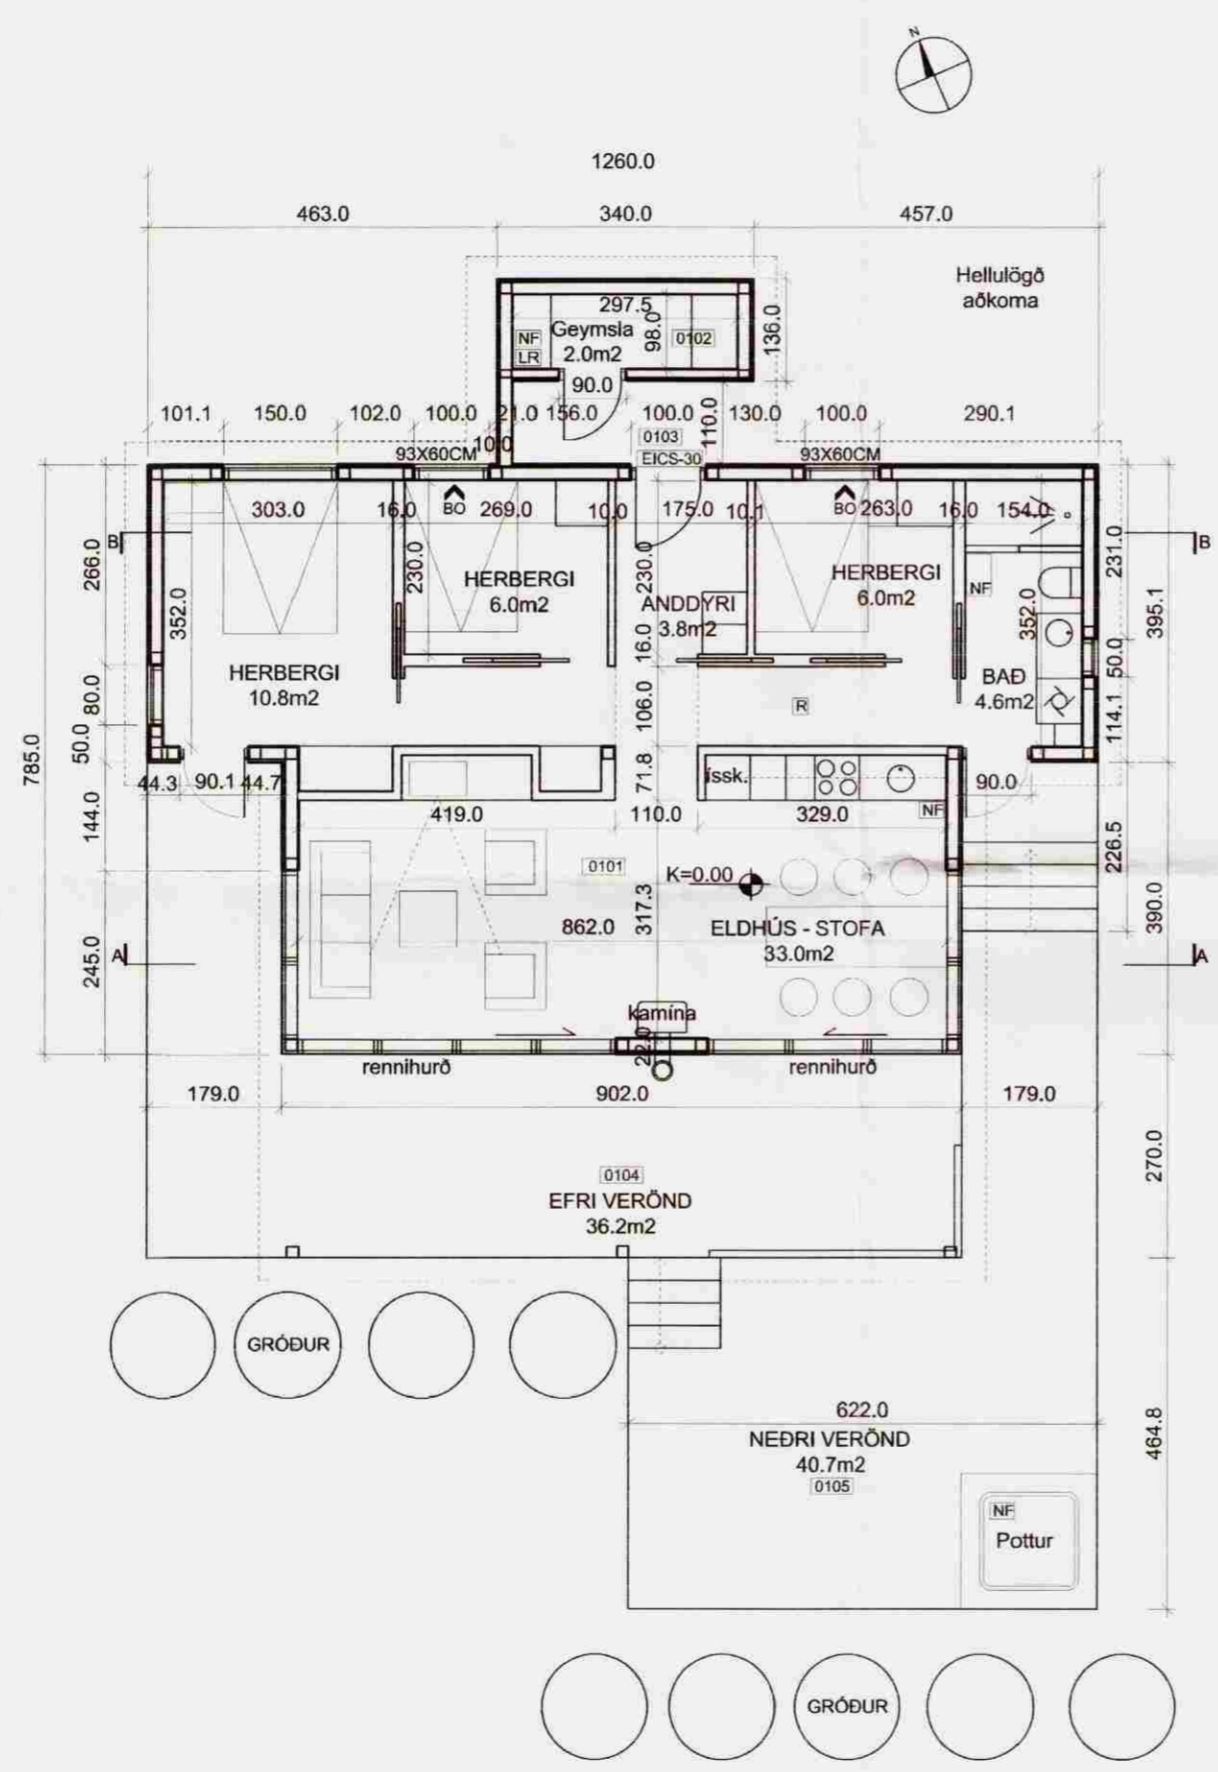 N
1260.0
463.0
340.0
457.0
Hellulögð
aðkoma
297.5
98.0
136.0
NF
LR
Geymsla
2.0m2
0102
90.0
101.1
150.0
102.0
100.0
21.0
156.0
100.0
110.0
130.0
100.0
290.1
0103
EICS-30
93X60CM
10.0
93X60CM
303.0
16.0
BO
269.0
10.0
175.0
10.1
BO
263.0
16.0
154.0
B
B
266.0
352.0
230.0
230.0
352.0
231.0
395.1
HERBERGI
6.0m2
ANDDYRI
3.8m2
HERBERGI
6.0m2
NF
16.0
50.0
HERBERGI
10.8m2
BAÐ
4.6m2
80.0
106.0
R
114.1
50.0
785.0
44.3
90.1
44.7
71.8
íssk.
90.0
419.0
110.0
329.0
NF
144.0
226.5
0101
K=0.00
317.3
862.0
ELDHÚS - STOFA
33.0m2
390.0
245.0
A
A
kamína
22.0
rennihurð
rennihurð
179.0
902.0
179.0
270.0
0104
EFRI VERÖND
36.2m2
GRÓÐUR
622.0
NEÐRI VERÖND
40.7m2
0105
464.8
NF
Pottur
GRÓÐUR